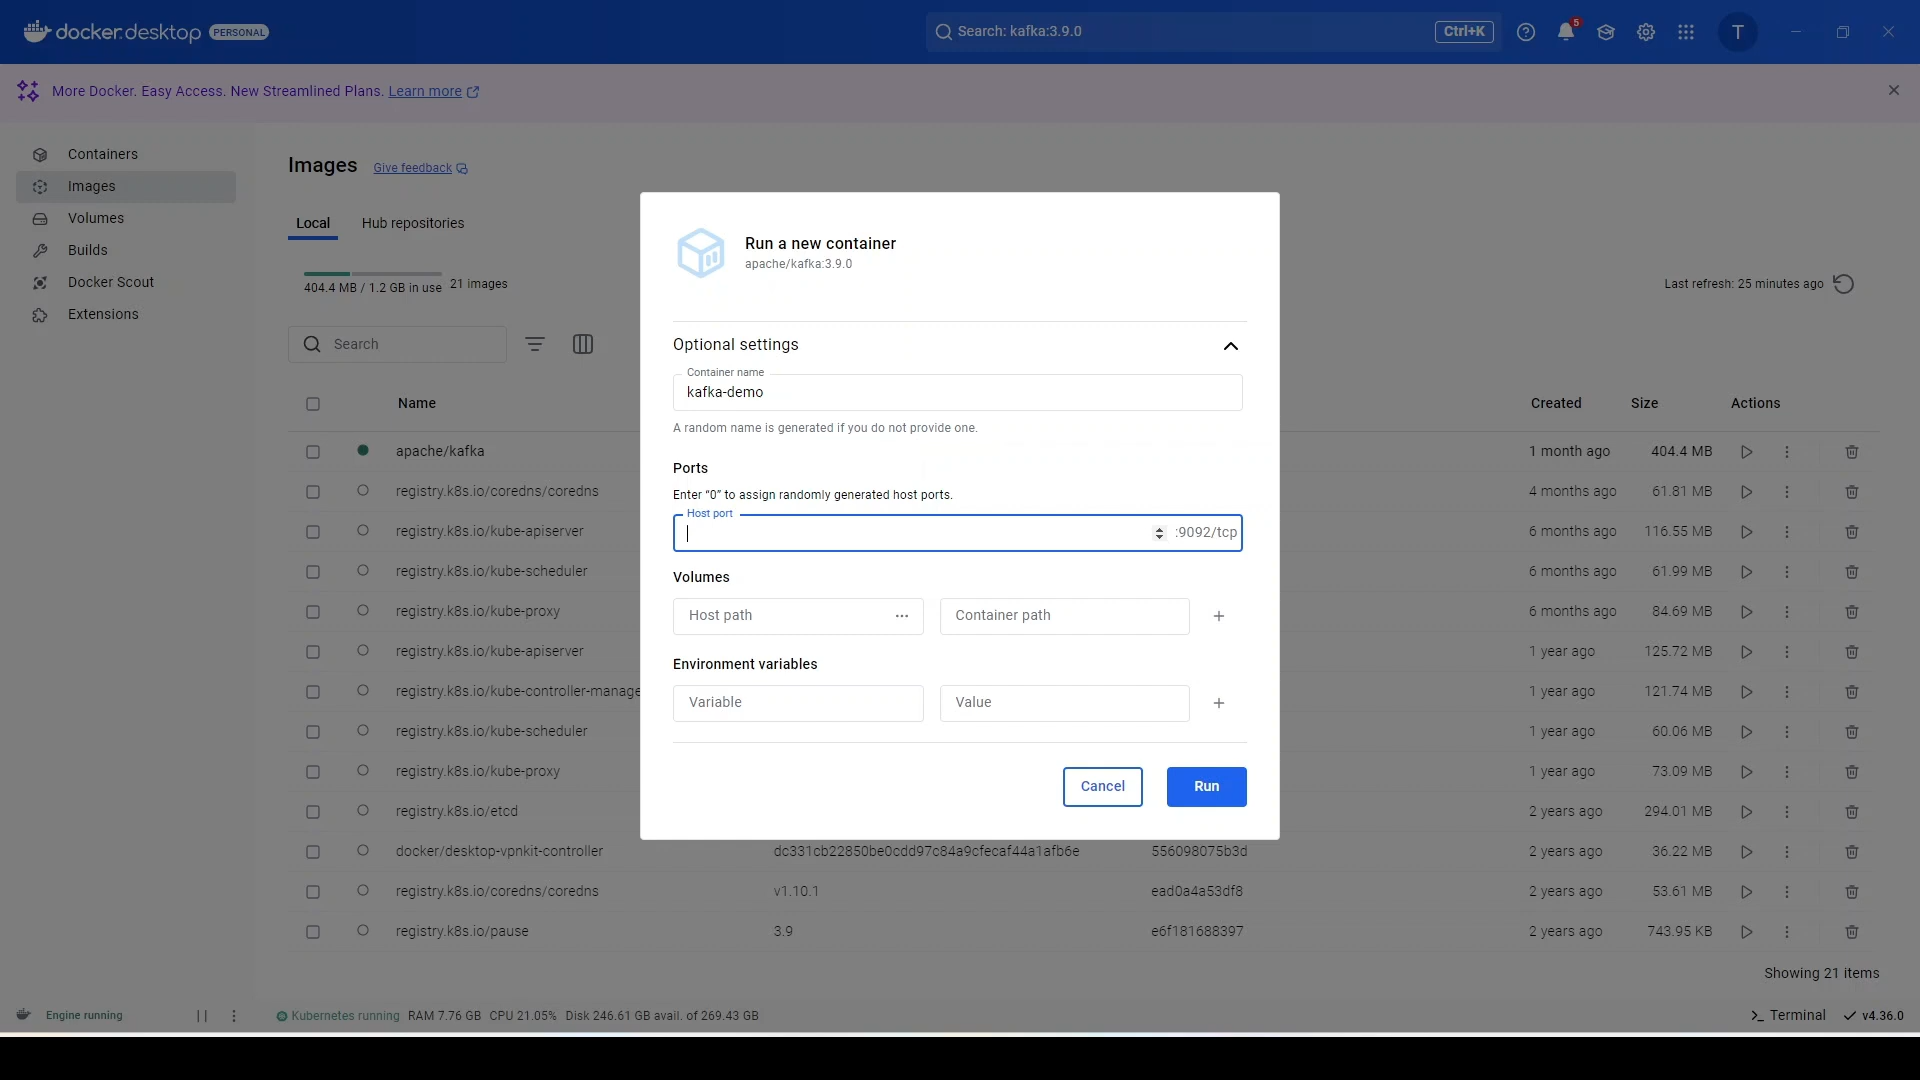 docker.desktop PERSONAL
Search: kafka:3.9.0 Ctrl+K
5
T
More Docker. Easy Access. New Streamlined Plans. Learn more
Containers
Images
Volumes
Builds
Docker Scout
Extensions
Images Give feedback
Local Hub repositories
404.4 MB / 1.2 GB in use 21 images
Last refresh: 25 minutes ago
Search
Name Created Size Actions
apache/kafka 1 month ago 404.4 MB
registry.k8s.io/coredns/coredns 4 months ago 61.81 MB
registry.k8s.io/kube-apiserver 6 months ago 116.55 MB
registry.k8s.io/kube-scheduler 6 months ago 61.99 MB
registry.k8s.io/kube-proxy 6 months ago 84.69 MB
registry.k8s.io/kube-apiserver 1 year ago 125.72 MB
registry.k8s.io/kube-controller-manage 1 year ago 121.74 MB
registry.k8s.io/kube-scheduler 1 year ago 60.06 MB
registry.k8s.io/kube-proxy 1 year ago 73.09 MB
registry.k8s.io/etcd 2 years ago 294.01 MB
docker/desktop-vpnkit-controller dc331cb22850be0cdd97c84a9cfecaf44a1afb6e 556098075b3d 2 years ago 36.22 MB
registry.k8s.io/coredns/coredns v1.10.1 ead0a4a53df8 2 years ago 53.61 MB
registry.k8s.io/pause 3.9 e6f181688397 2 years ago 743.95 KB
Showing 21 items
Run a new container
apache/kafka:3.9.0
Optional settings
Container name
kafka-demo
A random name is generated if you do not provide one.
Ports
Enter “0” to assign randomly generated host ports.
Host port
:9092/tcp
Volumes
Host path Container path
Environment variables
Variable Value
Cancel Run
Engine running Kubernetes running RAM 7.76 GB CPU 21.05% Disk 246.61 GB avail. of 269.43 GB Terminal v4.36.0